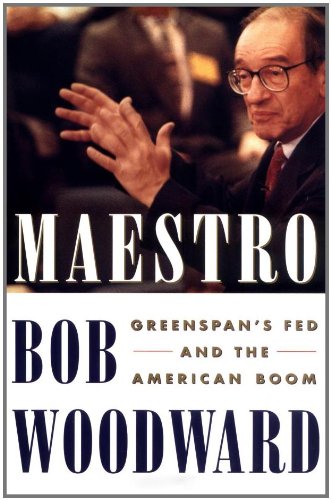 MAESTRO
BOB
GREENSPAN'S FED
AND THE
AMERICAN BOOM
WOODWARD